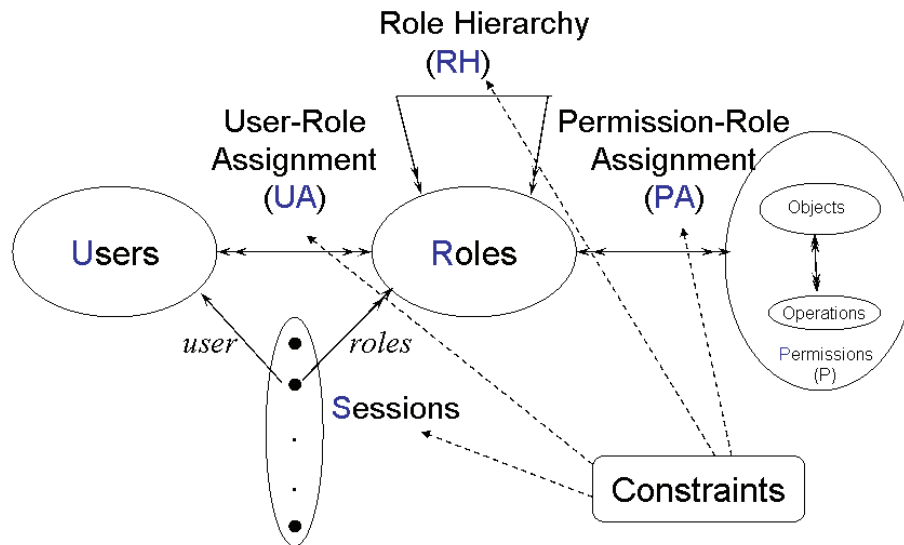 Role Hierarchy
(RH)
User-Role
Assignment
(UA)
Permission-Role
Assignment
(PA)
Users
Roles
Objects
Operations
Permissions
(P)
user
roles
Sessions
Constraints